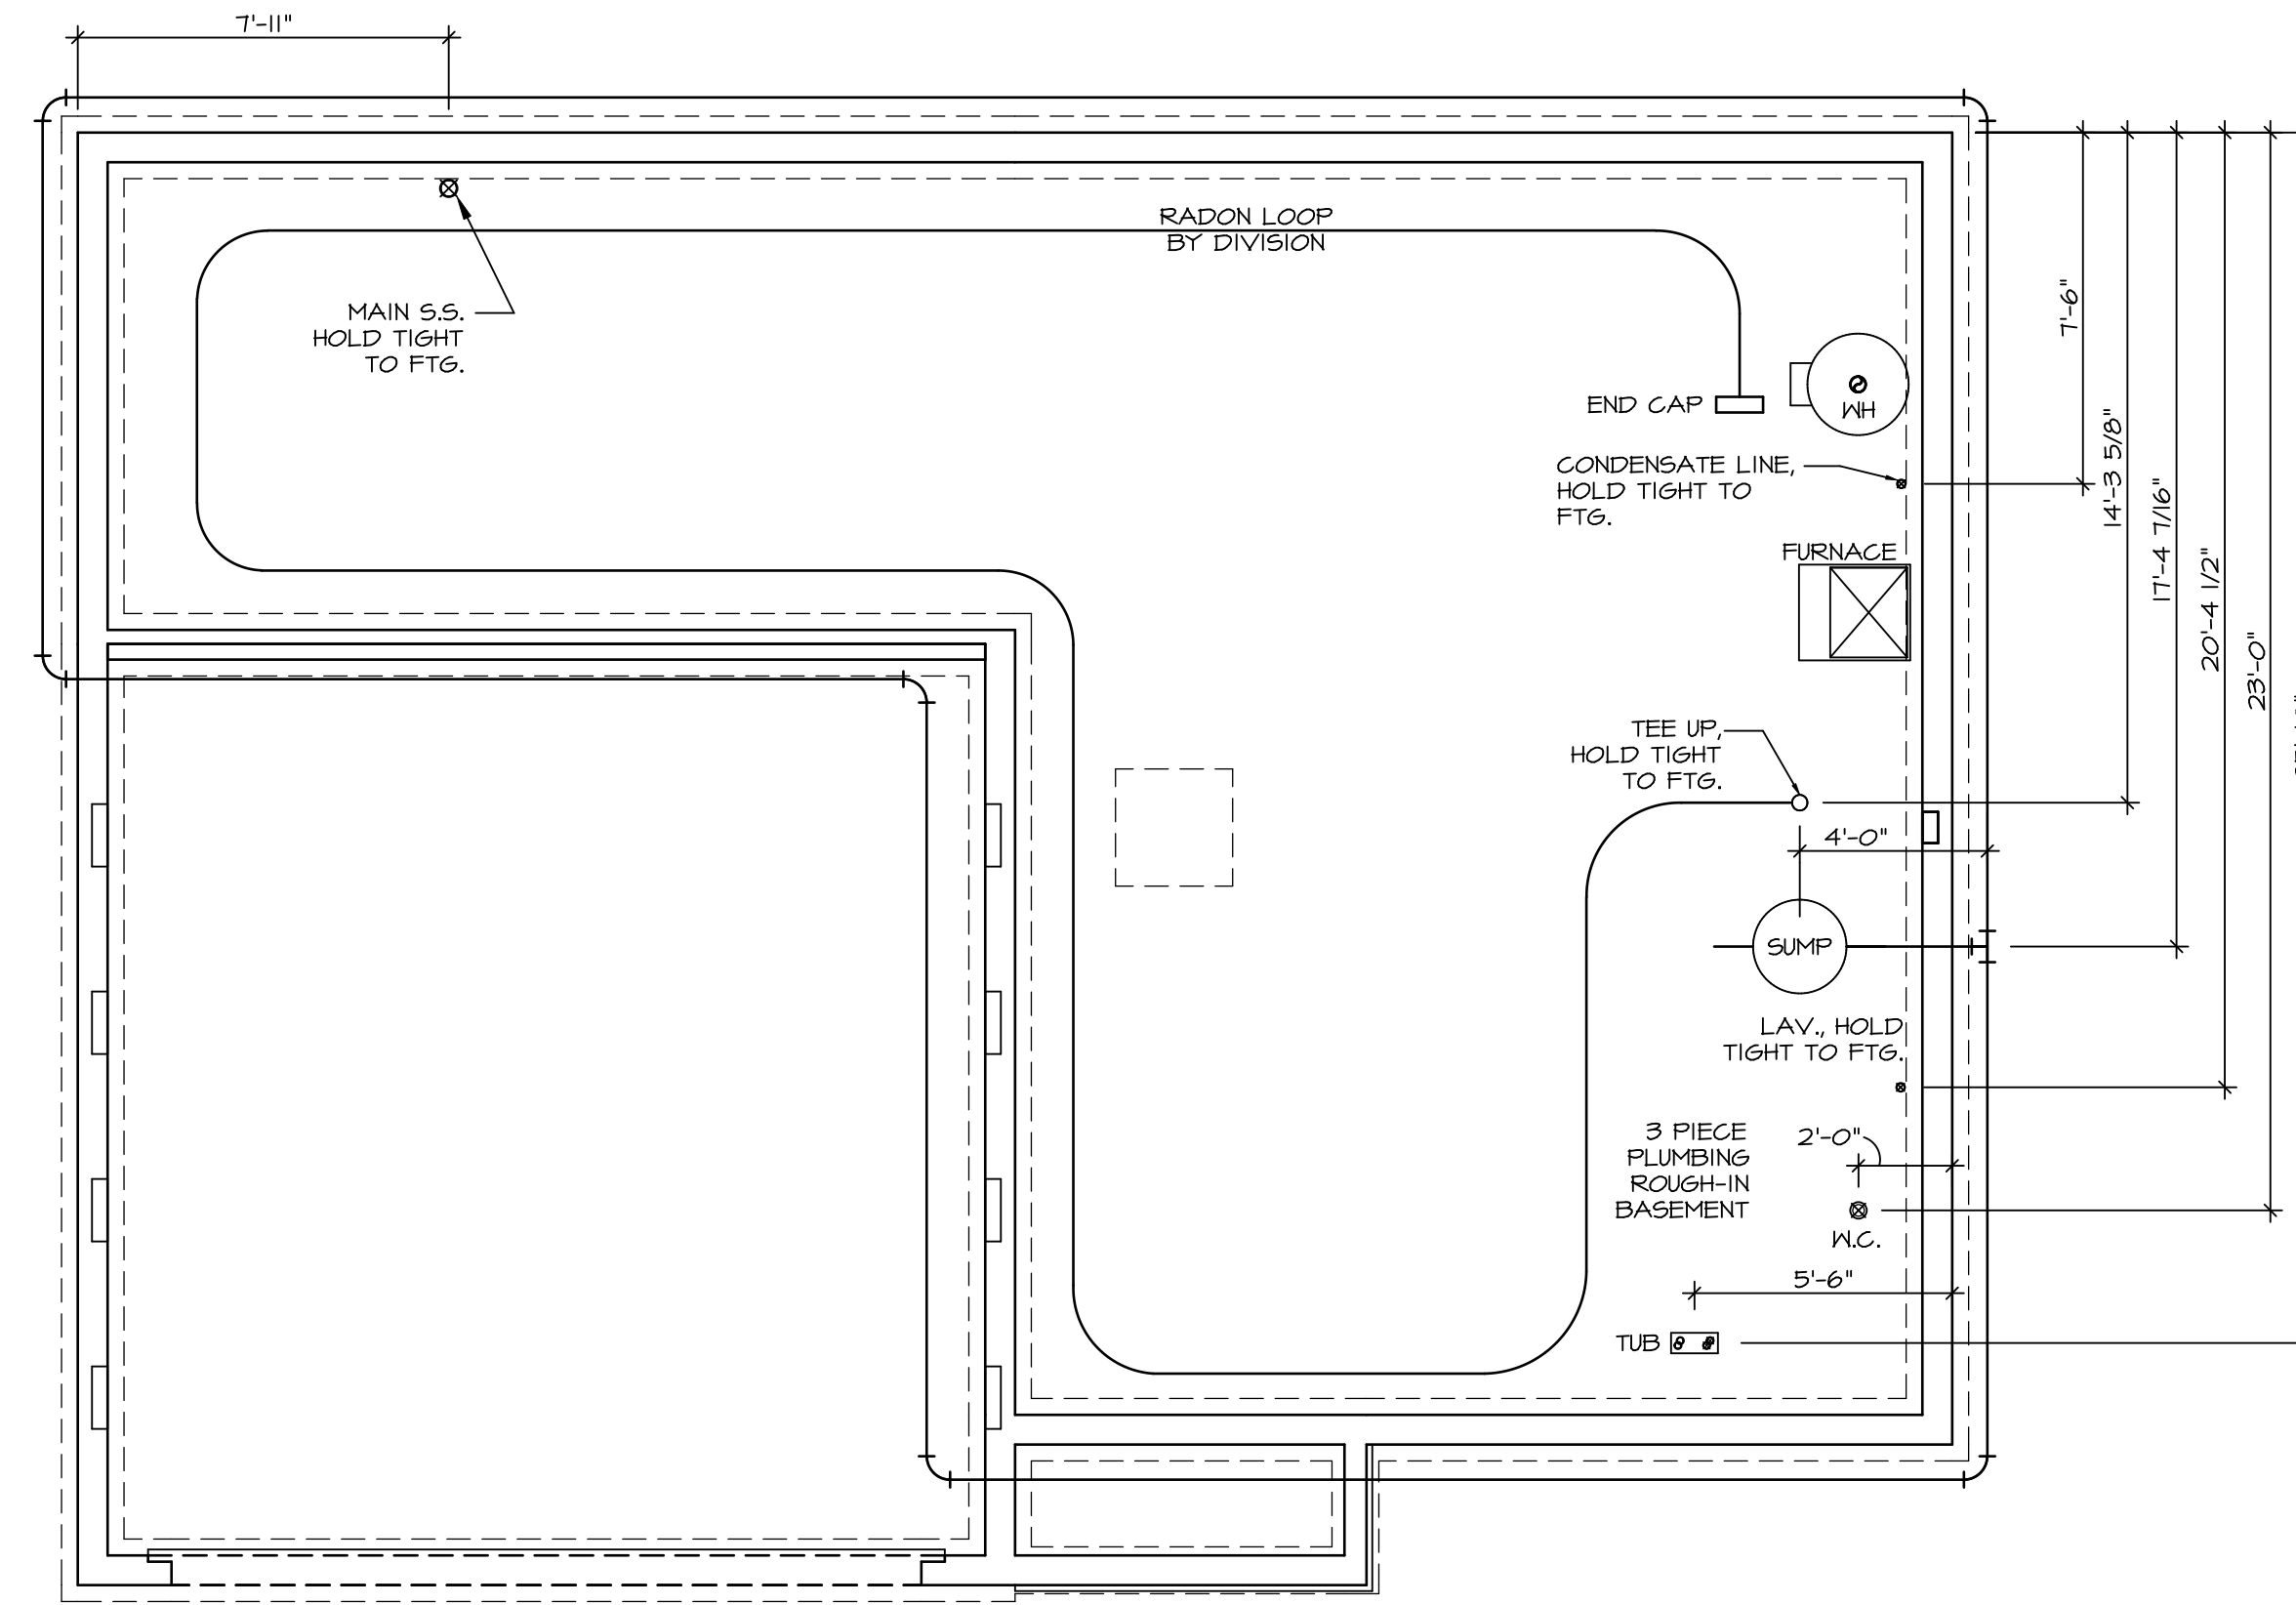 7'-11"
RADON LOOP
BY DIVISION
MAIN S.S.
HOLD TIGHT
TO FTG.
7'-6"
END CAP
WH
14'-3 5/8"
CONDENSATE LINE,
HOLD TIGHT TO
FTG.
17'-4 7/16"
FURNACE
20'-4 1/2"
23'-0"
TEE UP,
HOLD TIGHT
TO FTG.
4'-0"
SUMP
LAV., HOLD
TIGHT TO FTG.
3 PIECE
PLUMBING
ROUGH-IN
BASEMENT
2'-0"
W.C.
5'-6"
TUB